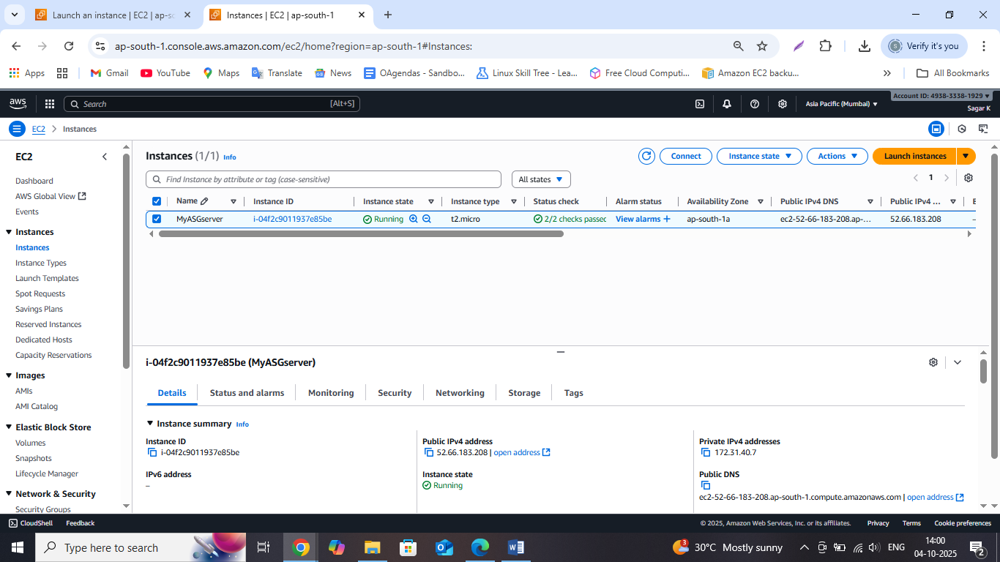 Launch an instance | EC2 | ap-sc
Instances | EC2 | ap-south-1
ap-south-1.console.aws.amazon.com/ec2/home?region=ap-south-1#Instances:
S
Verify it's you
Apps
Gmail
YouTube
Maps
Translate
News
OAgendas - Sandbo...
Linux Skill Tree - Lea...
Free Cloud Computi...
Amazon EC2 backu...
All Bookmarks
aws
Search
[Alt+S]
Asia Pacific (Mumbai)
Account ID: 4938-3338-1929
Sagar K
EC2 > Instances
EC2
Dashboard
AWS Global View
Events
Instances
Instances
Instance Types
Launch Templates
Spot Requests
Savings Plans
Reserved Instances
Dedicated Hosts
Capacity Reservations
Images
AMIs
AMI Catalog
Elastic Block Store
Volumes
Snapshots
Lifecycle Manager
Network & Security
Security Groups
Instances (1/1) Info
Connect
Instance state
Actions
Launch instances
Find Instance by attribute or tag (case-sensitive)
All states
1
Name Instance ID Instance state Instance type Status check Alarm status Availability Zone Public IPv4 DNS Public IPv4 ... E
MyASGserver i-04f2c9011937e85be Running t2.micro 2/2 checks passec View alarms + ap-south-1a ec2-52-66-183-208.ap-... 52.66.183.208 –
i-04f2c9011937e85be (MyASGserver)
Details
Status and alarms
Monitoring
Security
Networking
Storage
Tags
Instance summary Info
Instance ID
i-04f2c9011937e85be
IPv6 address
–
Public IPv4 address
52.66.183.208 | open address
Instance state
Running
Private IPv4 addresses
172.31.40.7
Public DNS
ec2-52-66-183-208.ap-south-1.compute.amazonaws.com | open address
CloudShell
Feedback
© 2025, Amazon Web Services, Inc. or its affiliates.
Privacy
Terms
Cookie preferences
Type here to search
3
30°C Mostly sunny
ENG
14:00
04-10-2025
2